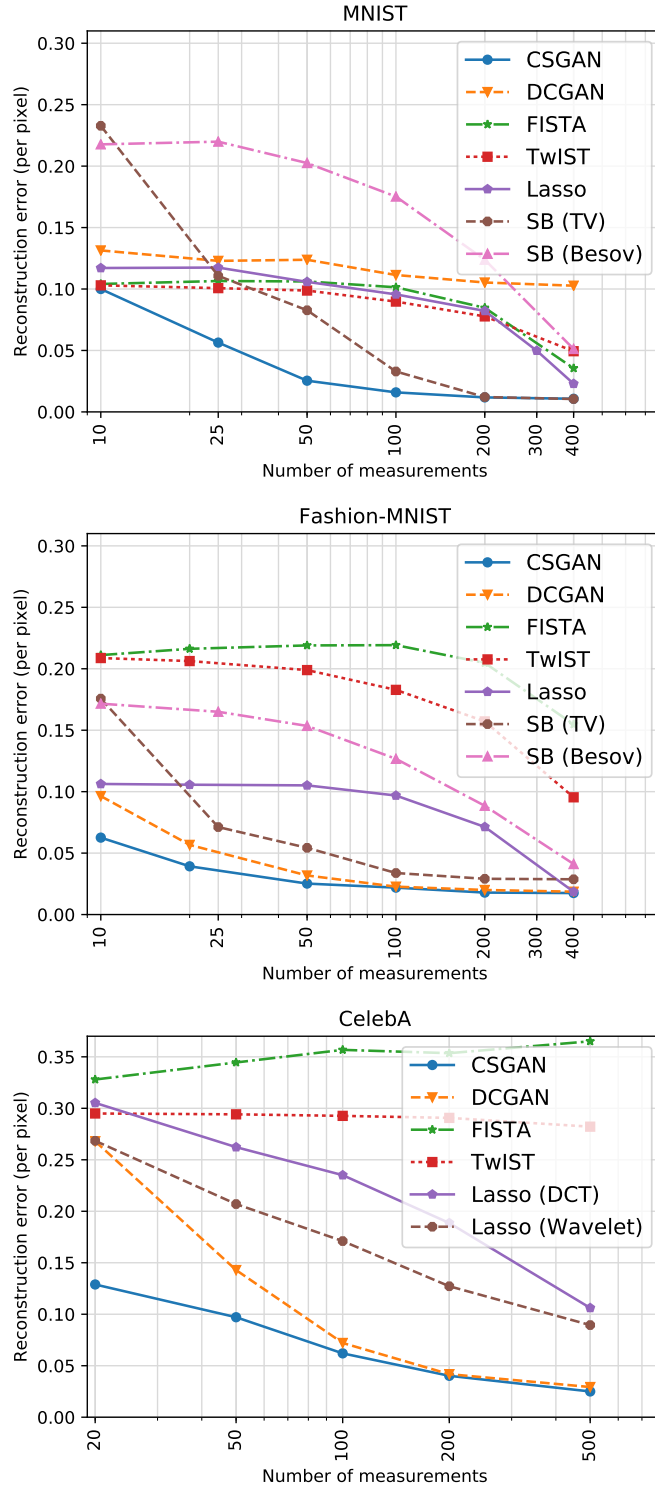 MNIST
Reconstruction error (per pixel)
0.30
0.25
0.20
0.15
0.10
0.05
0.00
CSGAN
DCGAN
FISTA
TwIST
Lasso
SB (TV)
SB (Besov)
10
25
50
100
200
300
400
Number of measurements
Fashion-MNIST
Reconstruction error (per pixel)
0.30
0.25
0.20
0.15
0.10
0.05
0.00
CSGAN
DCGAN
FISTA
TwIST
Lasso
SB (TV)
SB (Besov)
10
25
50
100
200
300
400
Number of measurements
CelebA
Reconstruction error (per pixel)
0.35
0.30
0.25
0.20
0.15
0.10
0.05
0.00
CSGAN
DCGAN
FISTA
TwIST
Lasso (DCT)
Lasso (Wavelet)
20
50
100
200
500
Number of measurements